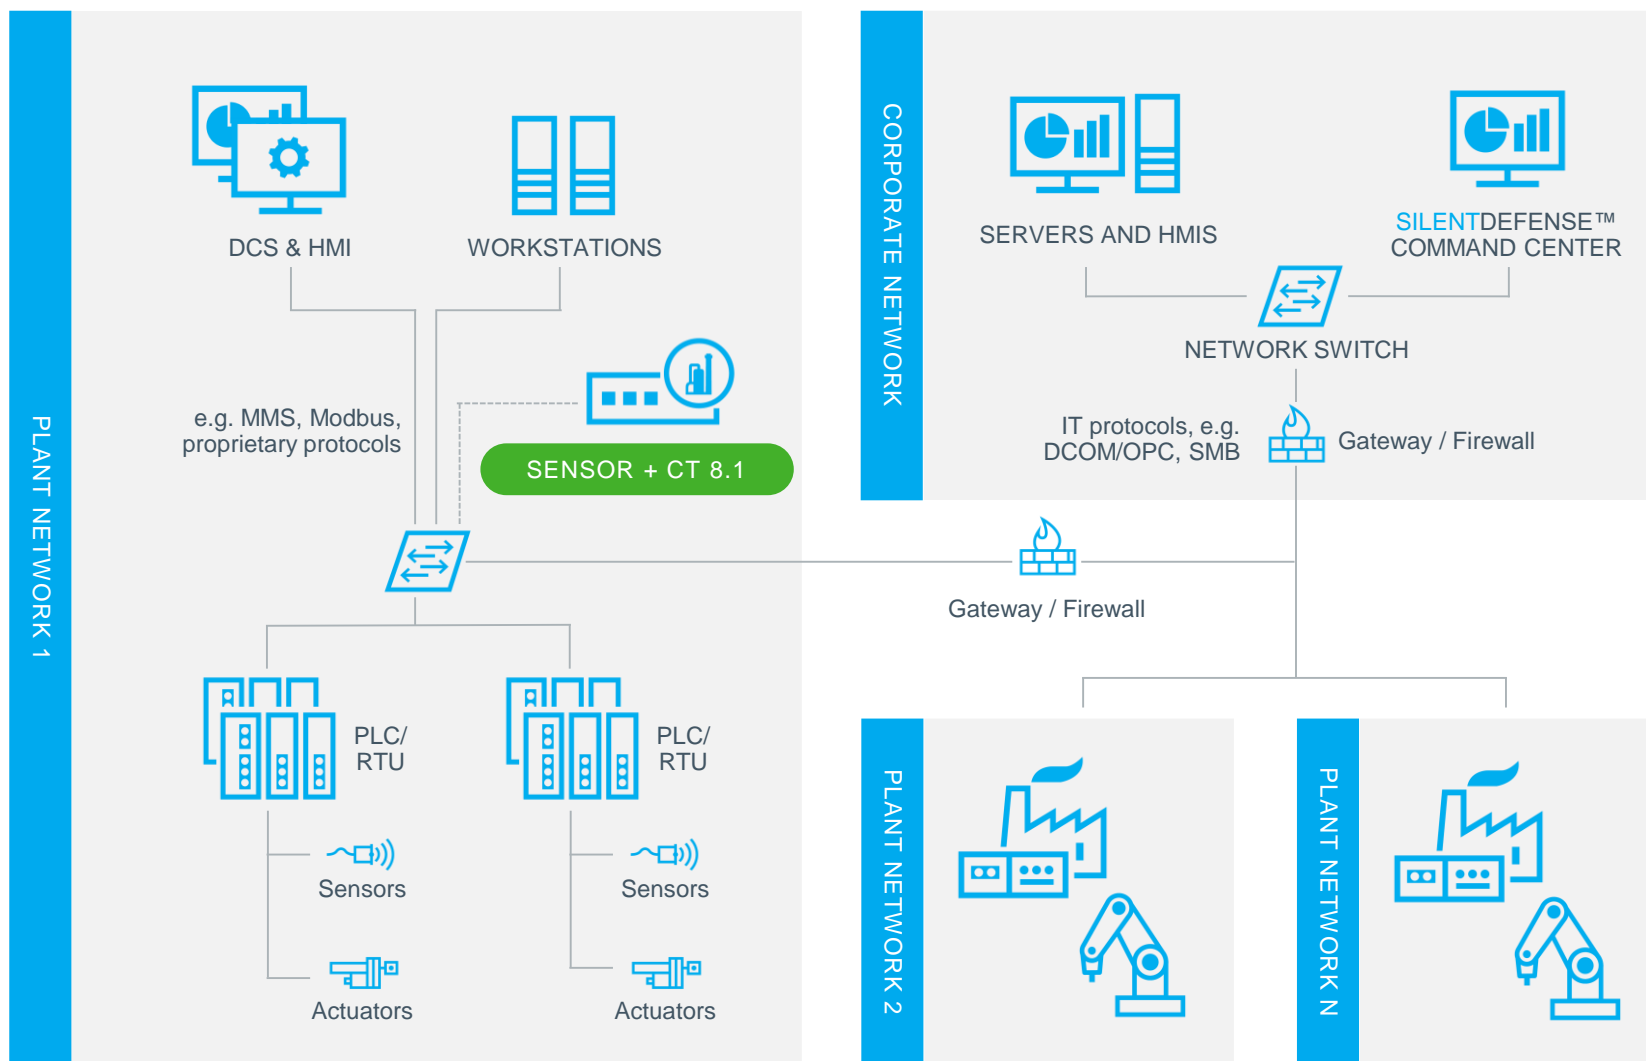 PLANT NETWORK 1
DCS & HMI
WORKSTATIONS
e.g. MMS, Modbus,
proprietary protocols
SENSOR + CT 8.1
PLC/
RTU
PLC/
RTU
Sensors
Sensors
Actuators
Actuators
CORPORATE NETWORK
SERVERS AND HMIS
SILENTDEFENSE™
COMMAND CENTER
NETWORK SWITCH
IT protocols, e.g.
DCOM/OPC, SMB
Gateway / Firewall
Gateway / Firewall
PLANT NETWORK 2
PLANT NETWORK N